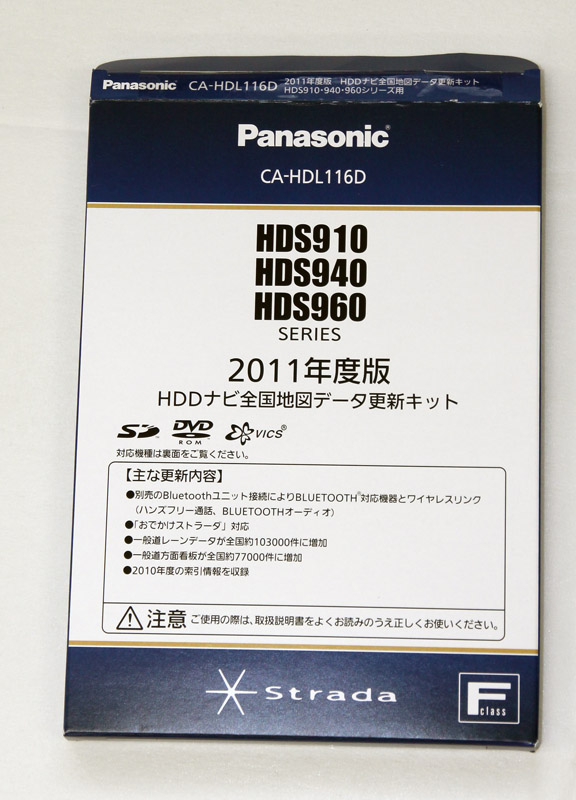 Panasonic CA-HDL116D 2011年度版 HDDナビ全国地図データ更新キット
HDS910・940・960シリーズ用
Panasonic®
CA-HDL116D
HDS910
HDS940
HDS960
SERIES
2011年度版
HDDナビ全国地図データ更新キット
SD DVD ROM VICS®
対応機種は裏面をご覧ください。
【主な更新内容】
●別売のBluetoothユニット接続によりBLUETOOTH®対応機器とワイヤレスリンク
(ハンズフリー通話、BLUETOOTHオーディオ)
●「おでかけストラーダ」対応
●一般道レーンデータが全国約103000件に増加
●一般道方面看板が全国約77000件に増加
●2010年度の索引情報を収録
注意 ご使用の際は、取扱説明書をよくお読みのうえ正しくお使いください。
Strada
F class